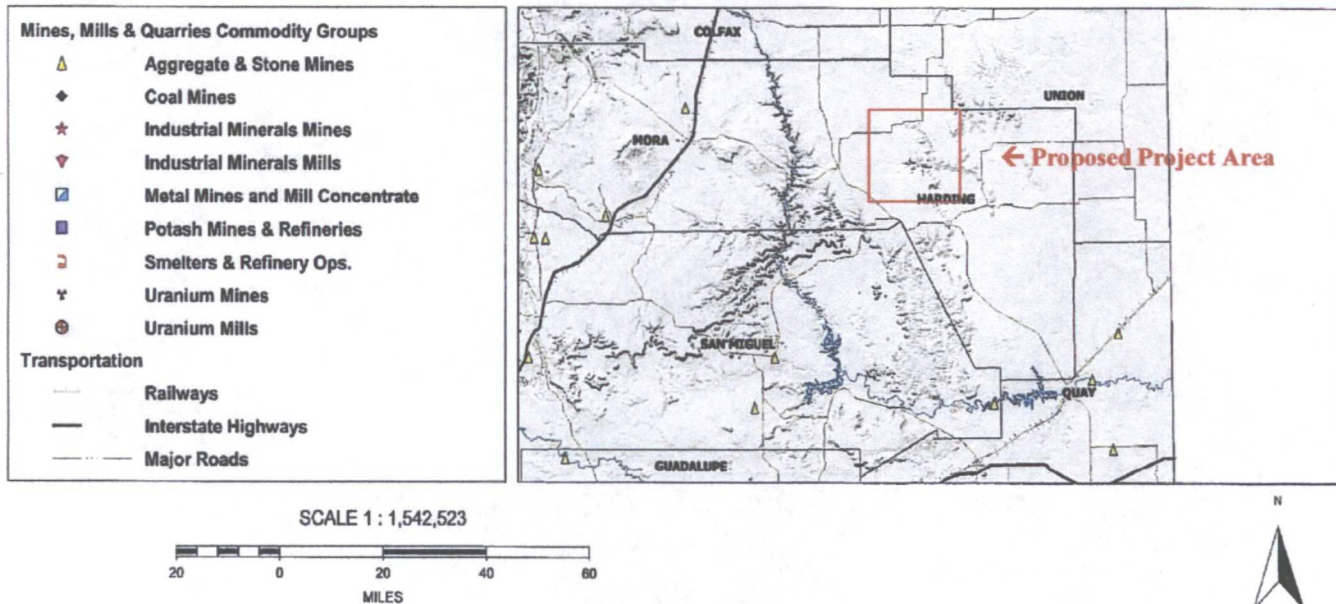 Mines, Mills & Quarries Commodity Groups
Aggregate & Stone Mines
Coal Mines
Industrial Minerals Mines
Industrial Minerals Mills
Metal Mines and Mill Concentrate
Potash Mines & Refineries
Smelters & Refinery Ops.
Uranium Mines
Uranium Mills
Transportation
Railways
Interstate Highways
Major Roads
COLFAX
UNION
MORA
← Proposed Project Area
HARDING
SAN MIGUEL
QUAY
GUADALUPE
SCALE 1 : 1,542,523
20 0 20 40 60
MILES
N